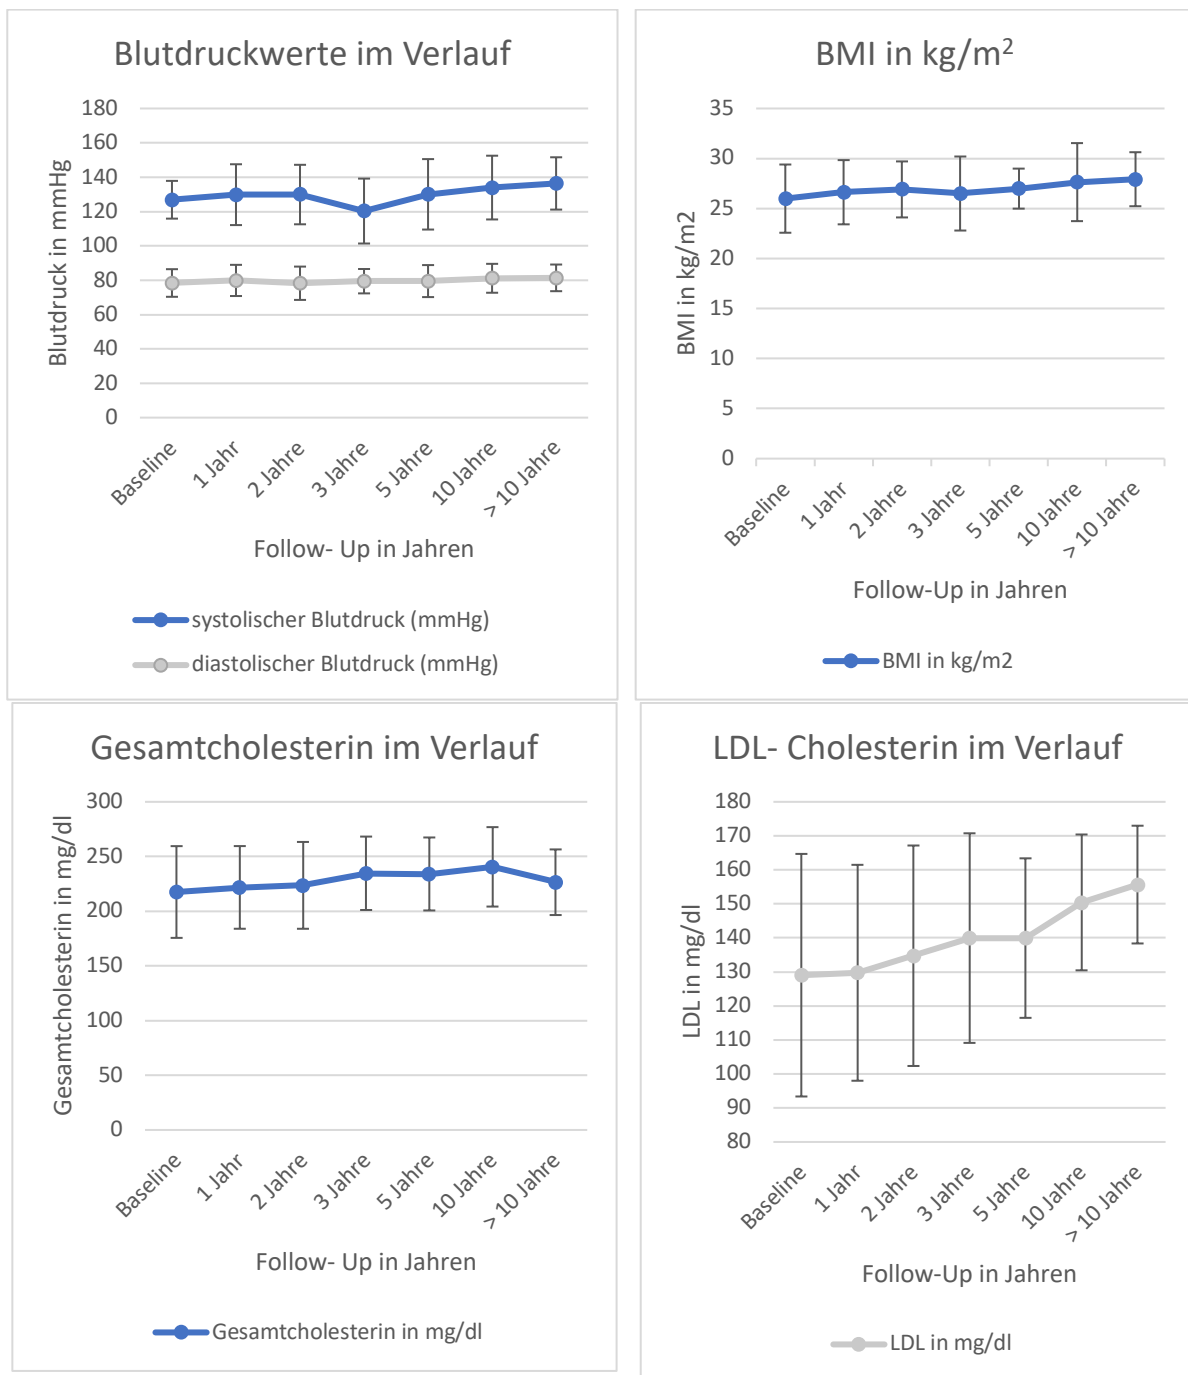 Blutdruckwerte im Verlauf
Blutdruck in mmHg
180
160
140
120
100
80
60
40
20
0
Baseline
1 Jahr
2 Jahre
3 Jahre
5 Jahre
10 Jahre
> 10 Jahre
Follow- Up in Jahren
systolischer Blutdruck (mmHg)
diastolischer Blutdruck (mmHg)
BMI in kg/m²
BMI in kg/m2
35
30
25
20
15
10
5
0
Baseline
1 Jahr
2 Jahre
3 Jahre
5 Jahre
10 Jahre
> 10 Jahre
Follow-Up in Jahren
BMI in kg/m2
Gesamtcholesterin im Verlauf
Gesamtcholesterin in mg/dl
300
250
200
150
100
50
0
Baseline
1 Jahr
2 Jahre
3 Jahre
5 Jahre
10 Jahre
> 10 Jahre
Follow- Up in Jahren
Gesamtcholesterin in mg/dl
LDL- Cholesterin im Verlauf
LDL in mg/dl
180
170
160
150
140
130
120
110
100
90
80
Baseline
1 Jahr
2 Jahre
3 Jahre
5 Jahre
10 Jahre
> 10 Jahre
Follow-Up in Jahren
LDL in mg/dl